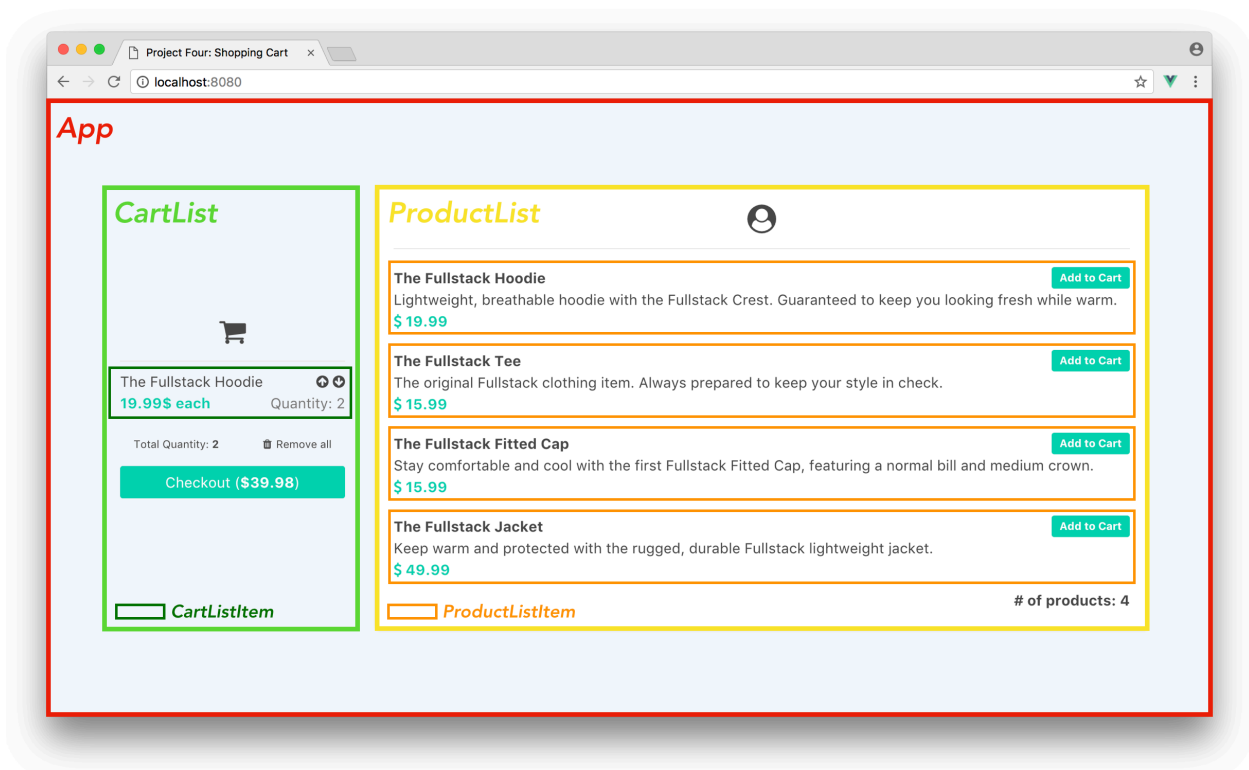 Project Four: Shopping Cart
localhost:8080
App
CartList
The Fullstack Hoodie
19.99$ each Quantity: 2
Total Quantity: 2 Remove all
Checkout ($39.98)
CartListItem
ProductList
The Fullstack Hoodie Add to Cart
Lightweight, breathable hoodie with the Fullstack Crest. Guaranteed to keep you looking fresh while warm.
$ 19.99
The Fullstack Tee Add to Cart
The original Fullstack clothing item. Always prepared to keep your style in check.
$ 15.99
The Fullstack Fitted Cap Add to Cart
Stay comfortable and cool with the first Fullstack Fitted Cap, featuring a normal bill and medium crown.
$ 15.99
The Fullstack Jacket Add to Cart
Keep warm and protected with the rugged, durable Fullstack lightweight jacket.
$ 49.99
# of products: 4
ProductListItem